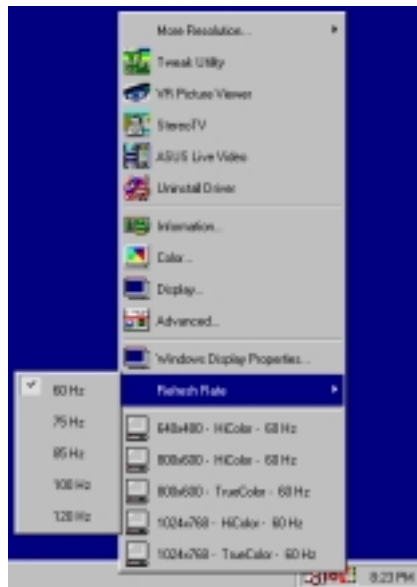 More Resolution...
Tweak Utility
VR Picture Viewer
StereoTV
ASUS Live Video
Uninstall Driver
Information...
Color...
Display...
Advanced...
Windows Display Properties...
Refresh Rate
60 Hz
75 Hz
85 Hz
100 Hz
120 Hz
640x480 - HiColor - 60 Hz
800x600 - HiColor - 60 Hz
800x600 - TrueColor - 60 Hz
1024x768 - HiColor - 60 Hz
1024x768 - TrueColor - 60 Hz
8:23 PM